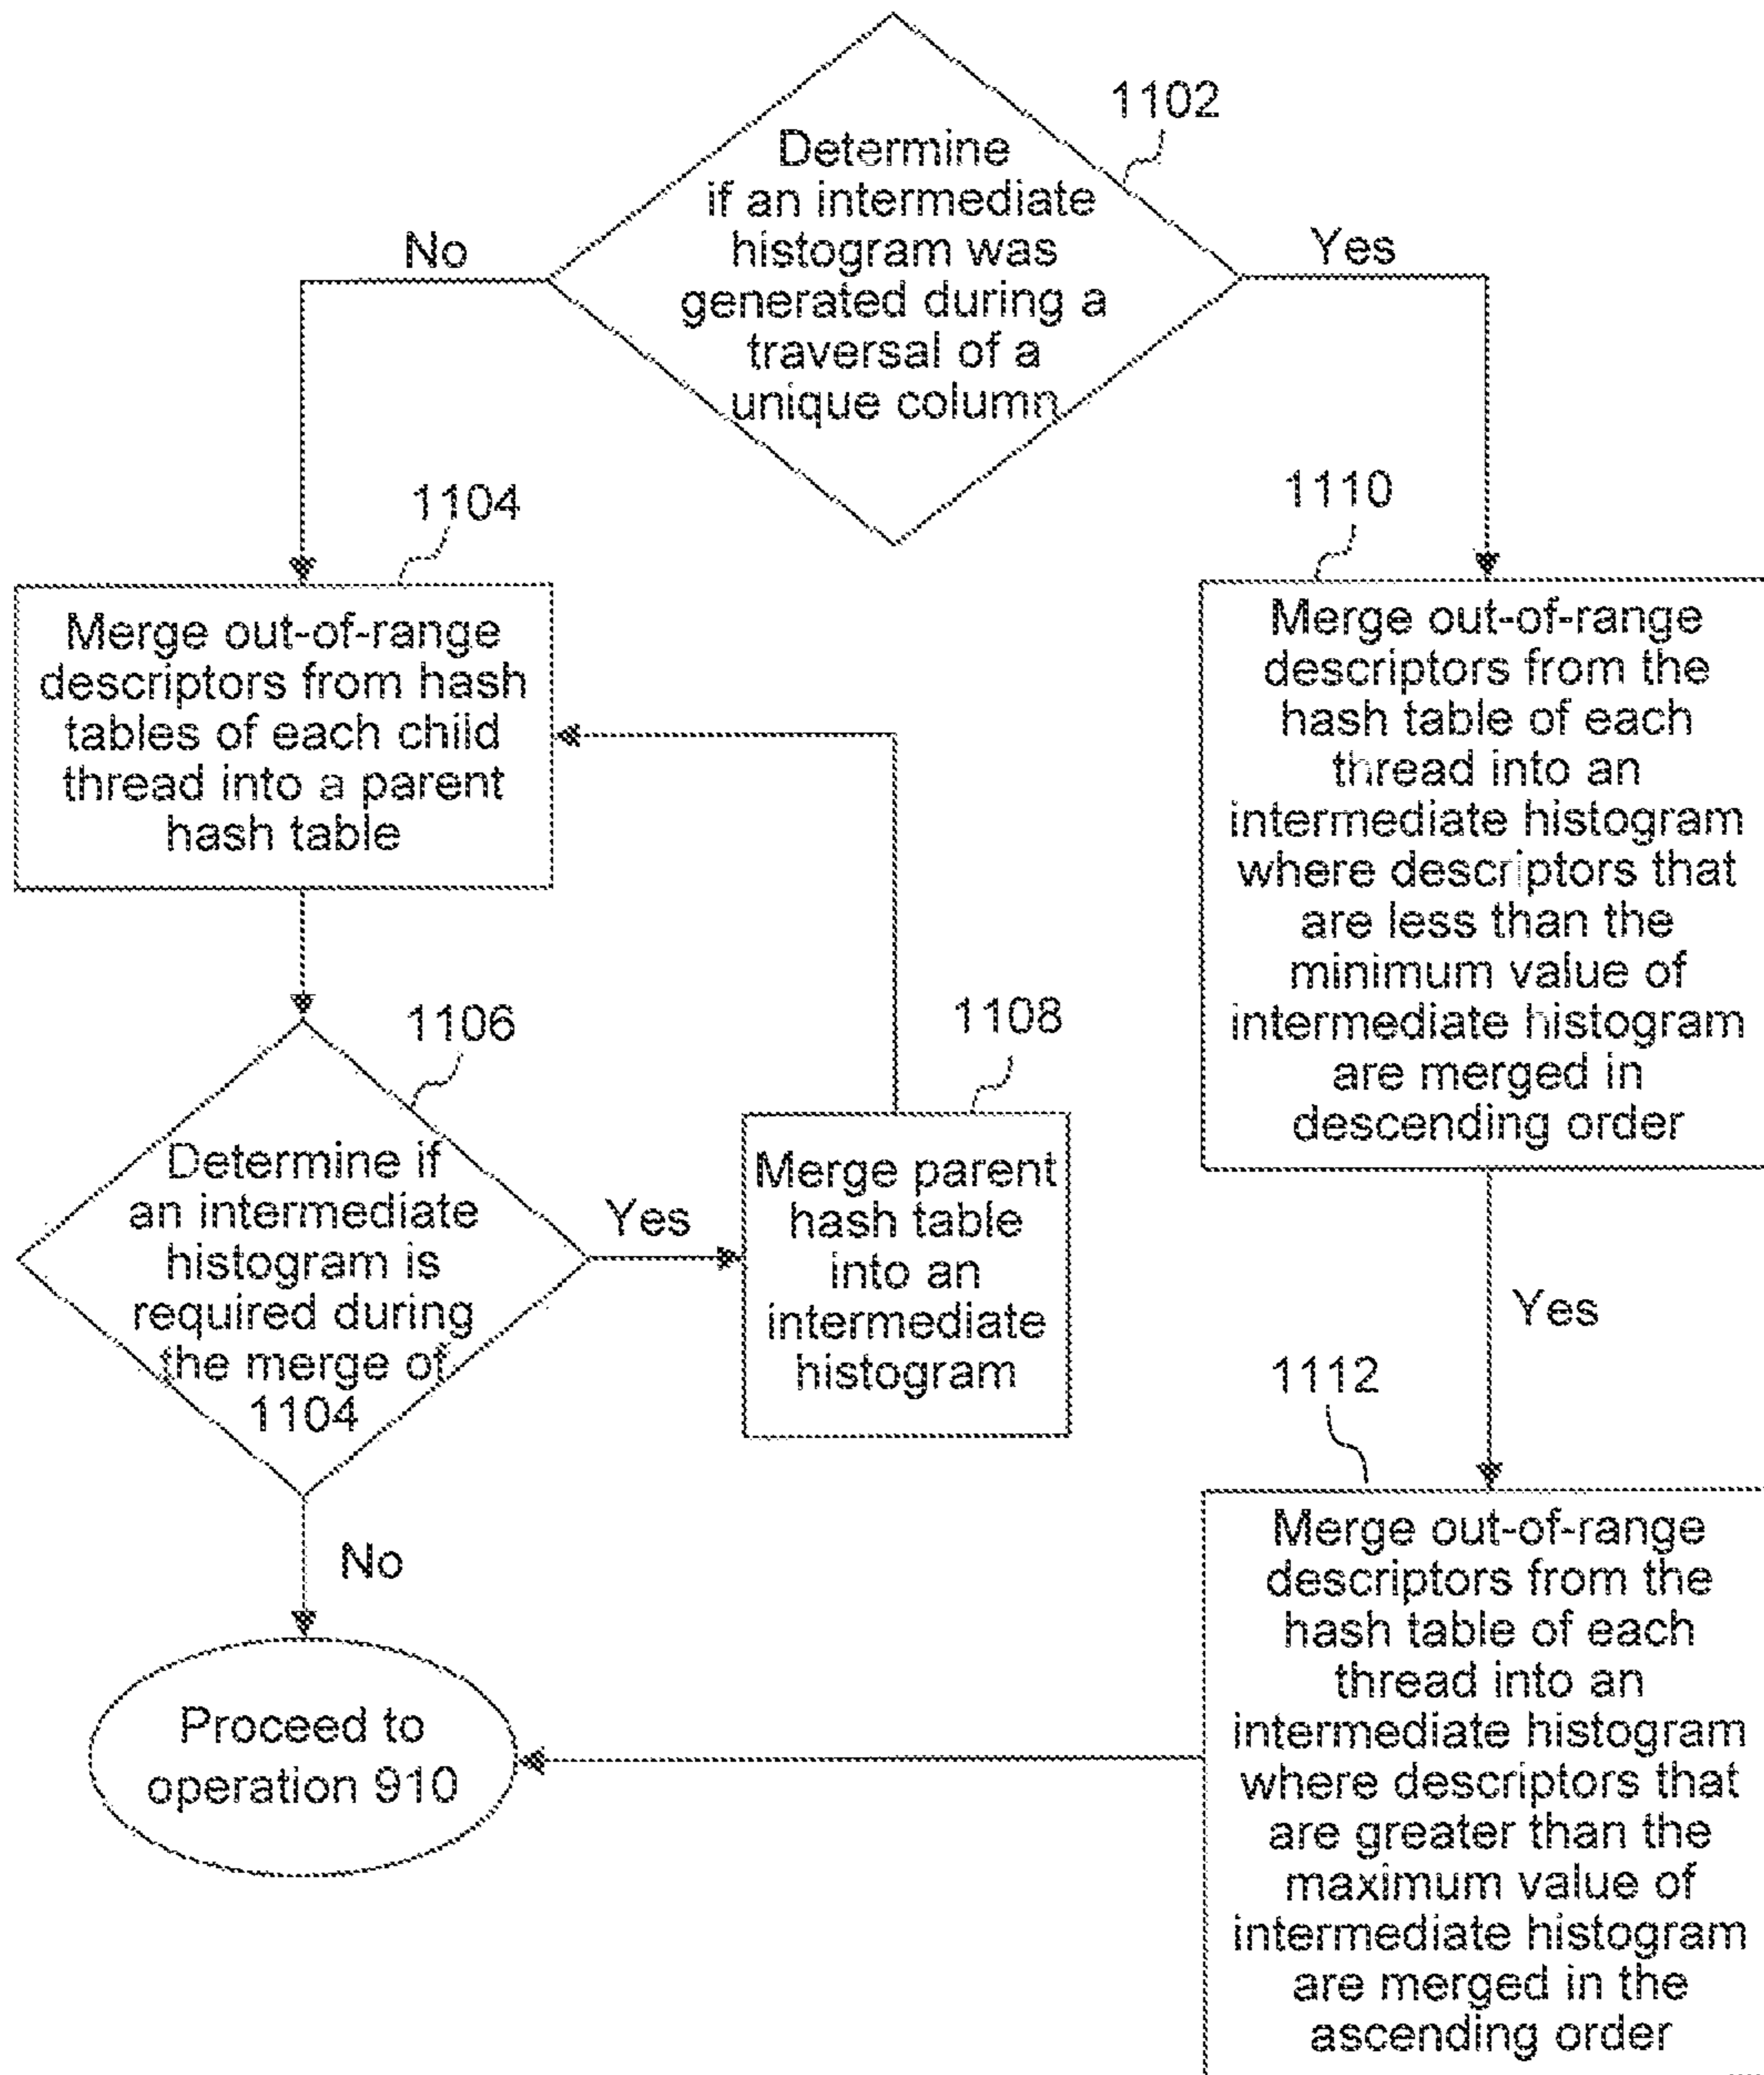 1102
Determine
if an intermediate
histogram was
generated during a
traversal of a
unique column
No
Yes
1104
Merge out-of-range
descriptors from hash
tables of each child
thread into a parent
hash table
1110
Merge out-of-range
descriptors from the
hash table of each
thread into an
intermediate histogram
where descriptors that
are less than the
minimum value of
intermediate histogram
are merged in
descending order
1106
Determine if
an intermediate
histogram is
required during
the merge of
1104
Yes
1108
Merge parent
hash table
into an
intermediate
histogram
Yes
No
1112
Merge out-of-range
descriptors from the
hash table of each
thread into an
intermediate histogram
where descriptors that
are greater than the
maximum value of
intermediate histogram
are merged in the
ascending order
Proceed to
operation 910